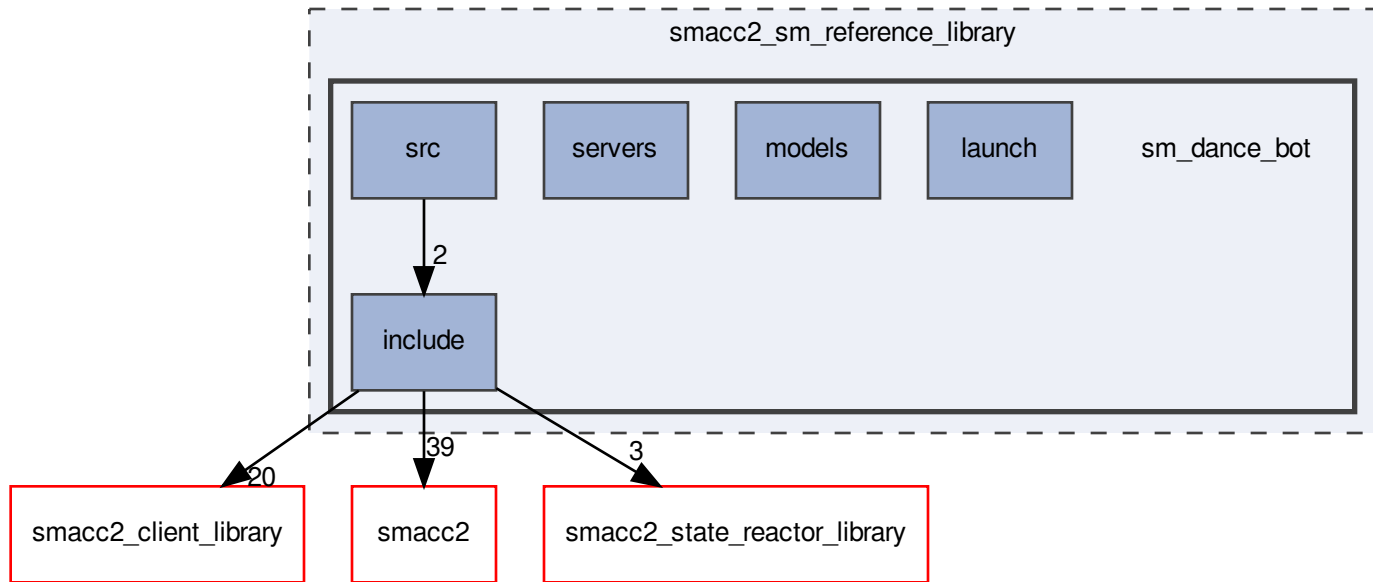 smacc2_sm_reference_library
src
servers
models
launch
sm_dance_bot
2
include
20
39
3
smacc2_client_library
smacc2
smacc2_state_reactor_library